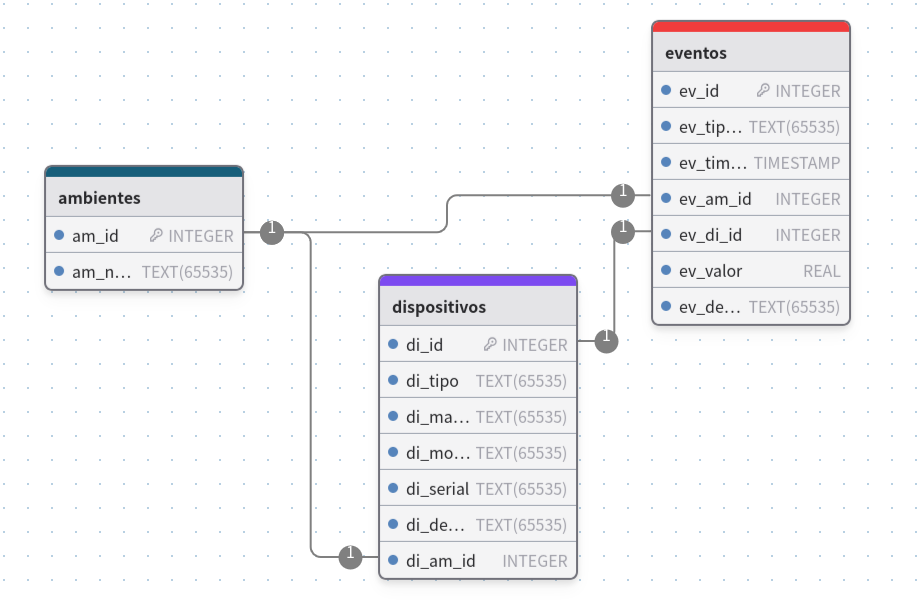 ambientes
am_id INTEGER
am_n... TEXT(65535)
1
1
dispositivos
di_id INTEGER
di_tipo TEXT(65535)
di_ma... TEXT(65535)
di_mo... TEXT(65535)
di_serial TEXT(65535)
di_de... TEXT(65535)
di_am_id INTEGER
1
1
1
eventos
ev_id INTEGER
ev_tip... TEXT(65535)
ev_tim... TIMESTAMP
ev_am_id INTEGER
ev_di_id INTEGER
ev_valor REAL
ev_de... TEXT(65535)
1